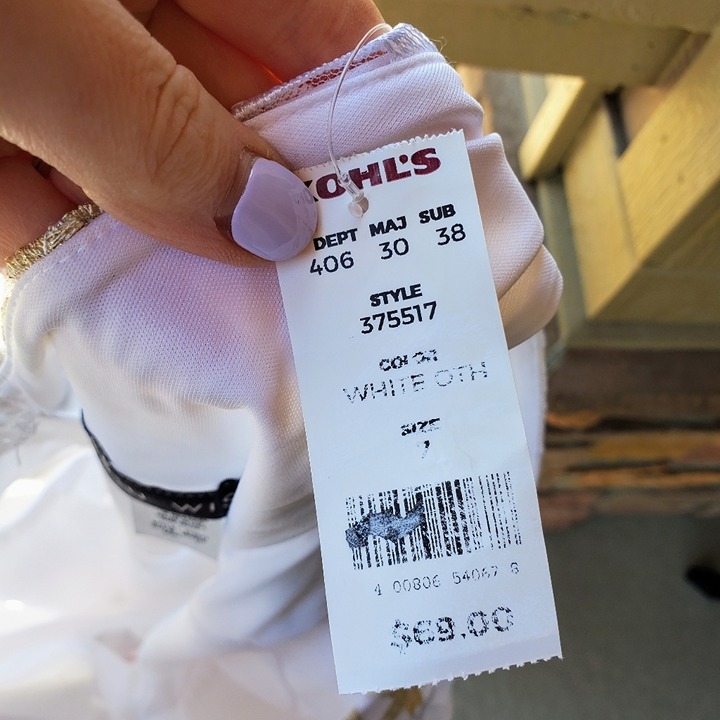 KOHL'S
DEPT MAJ SUB
406 30 38
STYLE
375517
COLOR
WHITE OTH
SIZE
7
4 00806 54067 8
$69.00